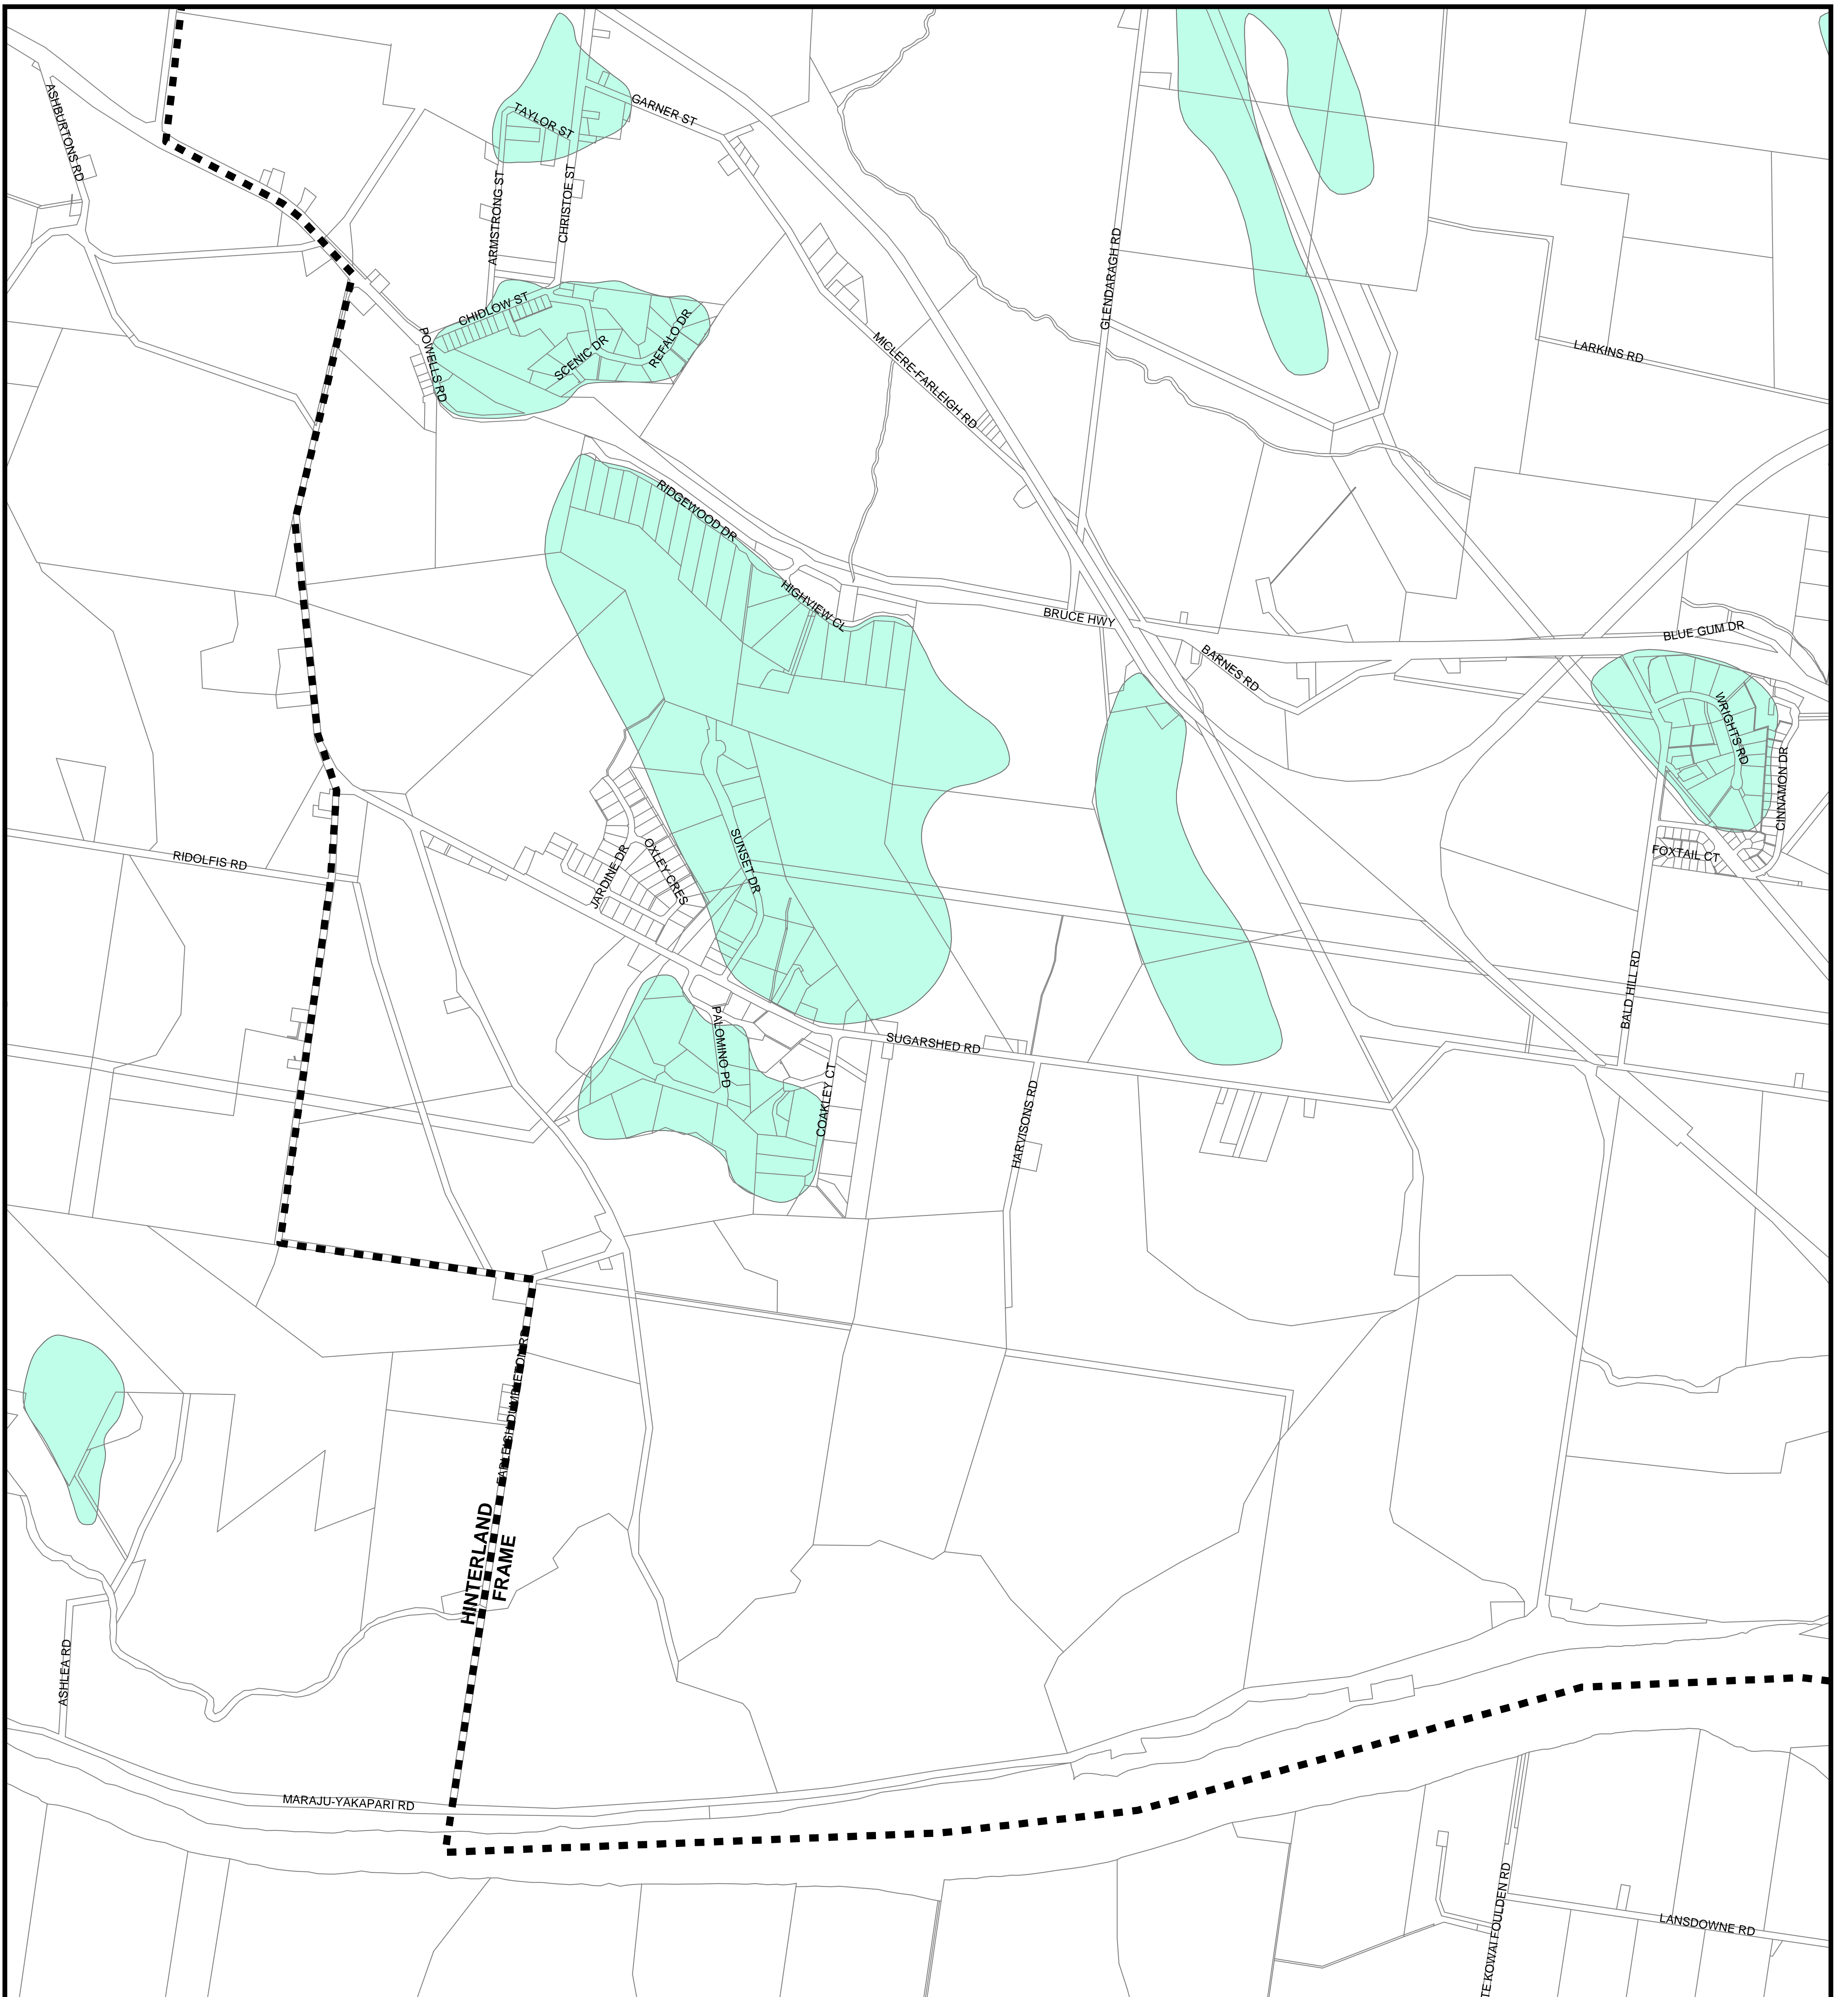 ASHBURTONS RD
TAYLOR ST
GARNER ST
ARMSTRONG ST
CHRISTOE ST
GLENDARAGH RD
CHIDLOW ST
POWELLS RD
SCENIC DR
REFALO DR
MICLERE-FARLEIGH RD
LARKINS RD
RIDGEWOOD DR
HIGHVIEW CL
BRUCE HWY
BARNES RD
BLUE GUM DR
WRIGHTS RD
CINNAMON DR
FOXTAIL CT
RIDOLFIS RD
JARDINE DR
OXLEY CRES
SUNSET DR
BALD HILL RD
PALOMINO PD
SUGARSHED RD
COAKLEY CT
HARVISONS RD
HINTERLAND
FRAME
ASHLEA RD
MARAJU-YAKAPARI RD
LANSDOWNE RD